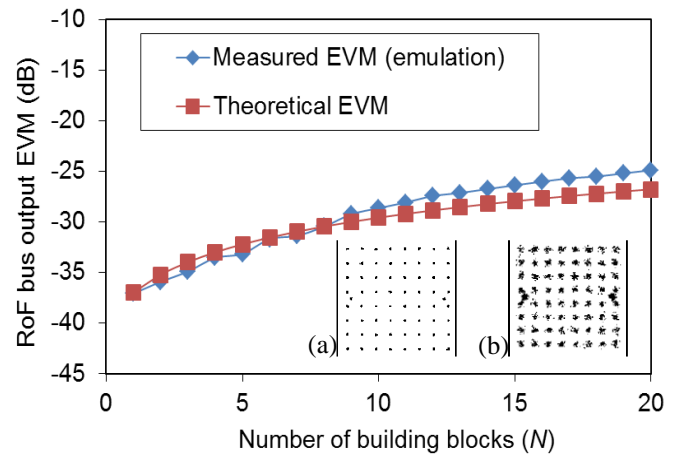 RoF bus output EVM (dB)
-10
-15
-20
-25
-30
-35
-40
-45
Measured EVM (emulation)
Theoretical EVM
(a)
(b)
0
5
10
15
20
Number of building blocks (N)